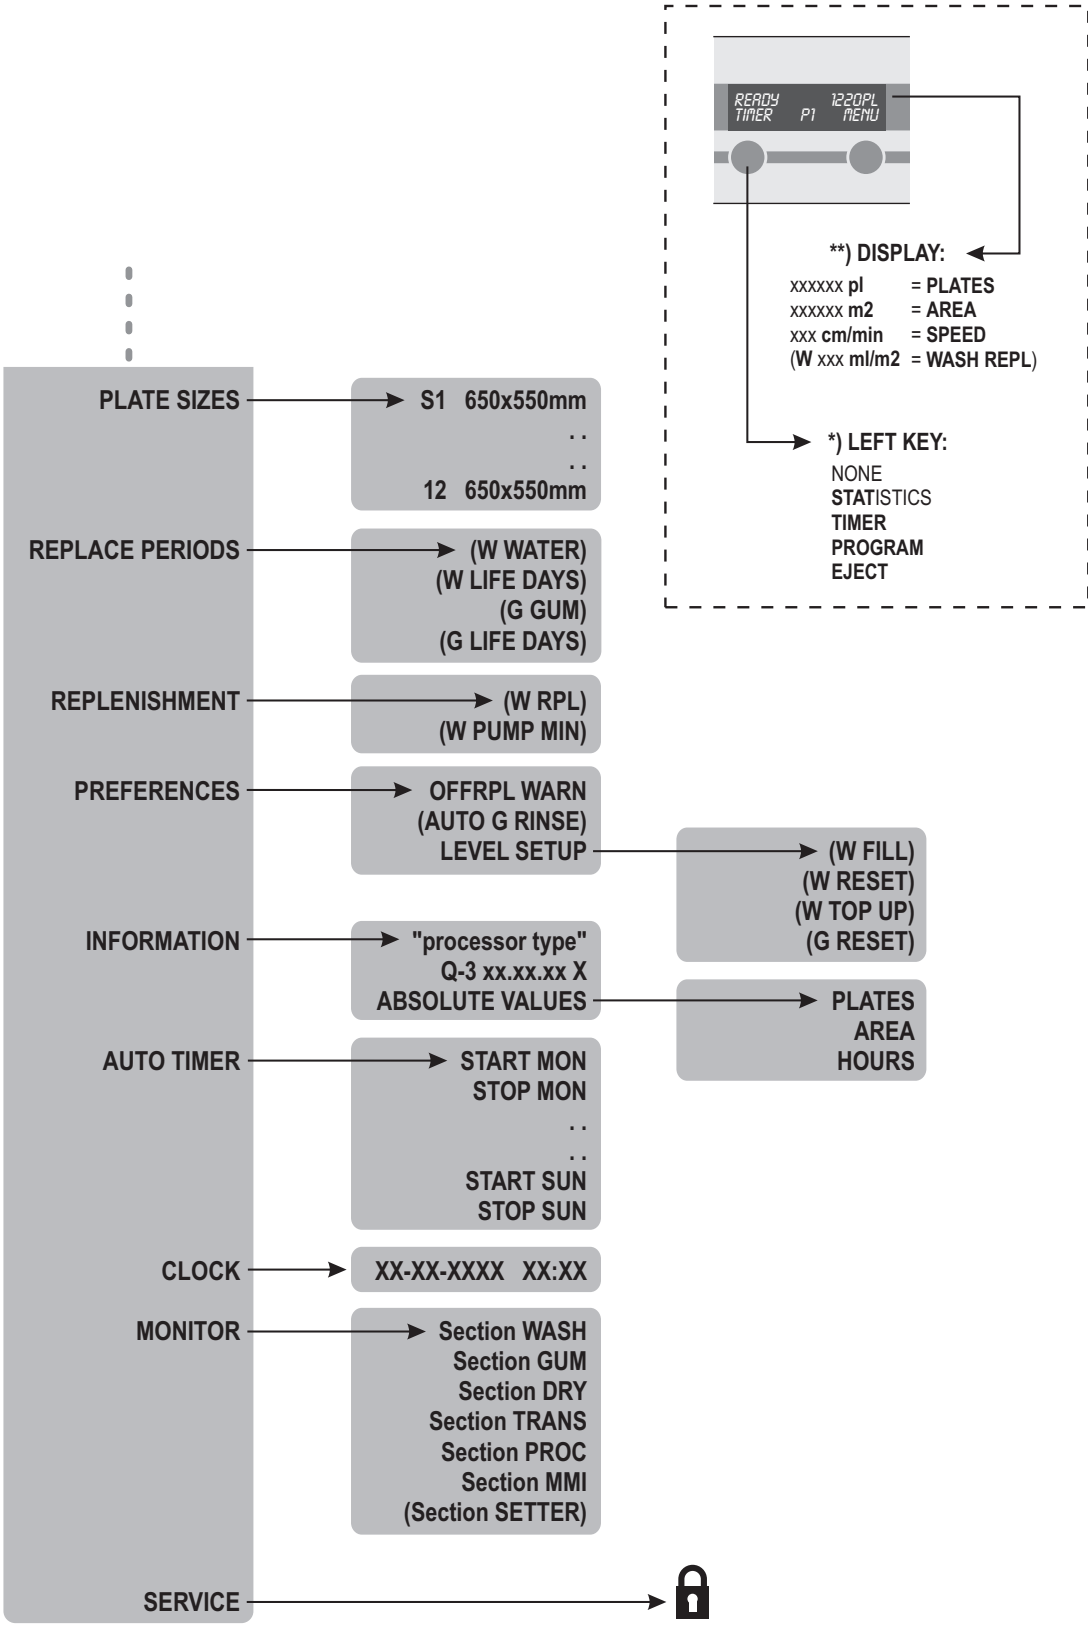 READY 1220PL
TIMER P1 MENU
**) DISPLAY:
xxxxxx pl = PLATES
xxxxxx m2 = AREA
xxx cm/min = SPEED
(W xxx ml/m2 = WASH REPL)
*) LEFT KEY:
NONE
STATISTICS
TIMER
PROGRAM
EJECT
PLATE SIZES
S1 650x550mm
. .
. .
12 650x550mm
REPLACE PERIODS
(W WATER)
(W LIFE DAYS)
(G GUM)
(G LIFE DAYS)
REPLENISHMENT
(W RPL)
(W PUMP MIN)
PREFERENCES
OFFRPL WARN
(AUTO G RINSE)
LEVEL SETUP
(W FILL)
(W RESET)
(W TOP UP)
(G RESET)
INFORMATION
"processor type"
Q-3 xx.xx.xx X
ABSOLUTE VALUES
PLATES
AREA
HOURS
AUTO TIMER
START MON
STOP MON
. .
. .
START SUN
STOP SUN
CLOCK
XX-XX-XXXX XX:XX
MONITOR
Section WASH
Section GUM
Section DRY
Section TRANS
Section PROC
Section MMI
(Section SETTER)
SERVICE